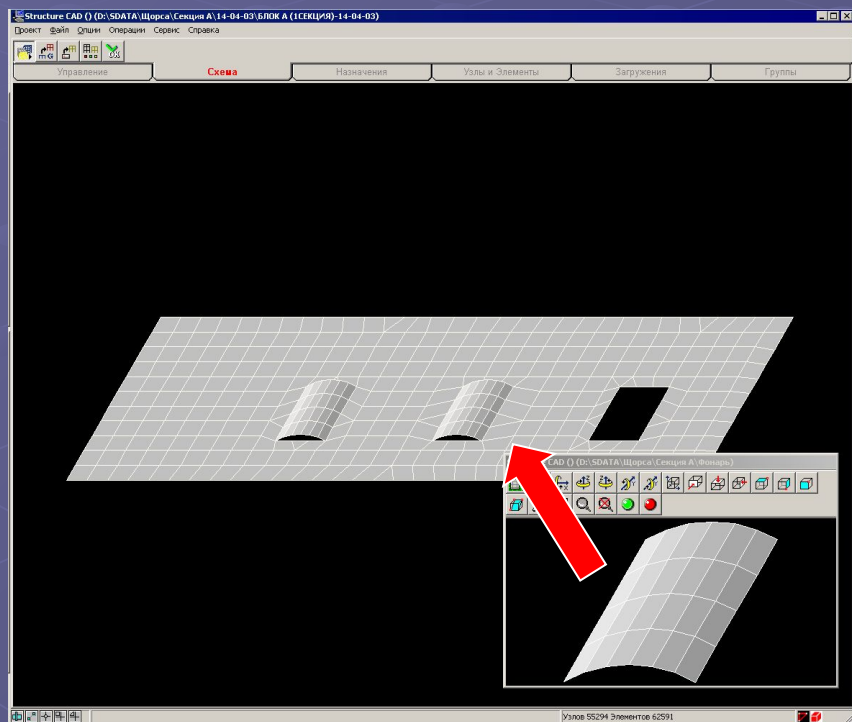 Structure CAD () (D:\SDATA\Щорса\Секция А\14-04-03\БЛОК А (1СЕКЦИЯ)-14-04-03)
Проект Файл Опции Операции Сервис Справка
Управление Схема Назначения Узлы и Элементы Загружения Группы
CAD () (D:\SDATA\Щорса\Секция А\Фонарь)
Узлов 55294 Элементов 62591